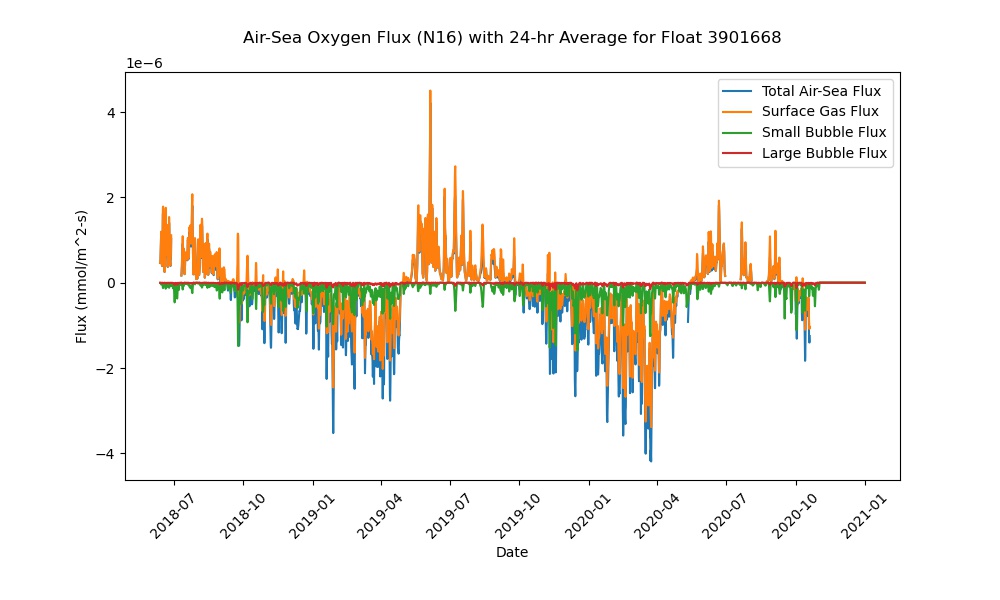 Air-Sea Oxygen Flux (N16) with 24-hr Average for Float 3901668
1e−6
Total Air-Sea Flux
Surface Gas Flux
Small Bubble Flux
Large Bubble Flux
4
2
0
−2
−4
Flux (mmol/m^2-s)
2018-07
2018-10
2019-01
2019-04
2019-07
2019-10
2020-01
2020-04
2020-07
2020-10
2021-01
Date